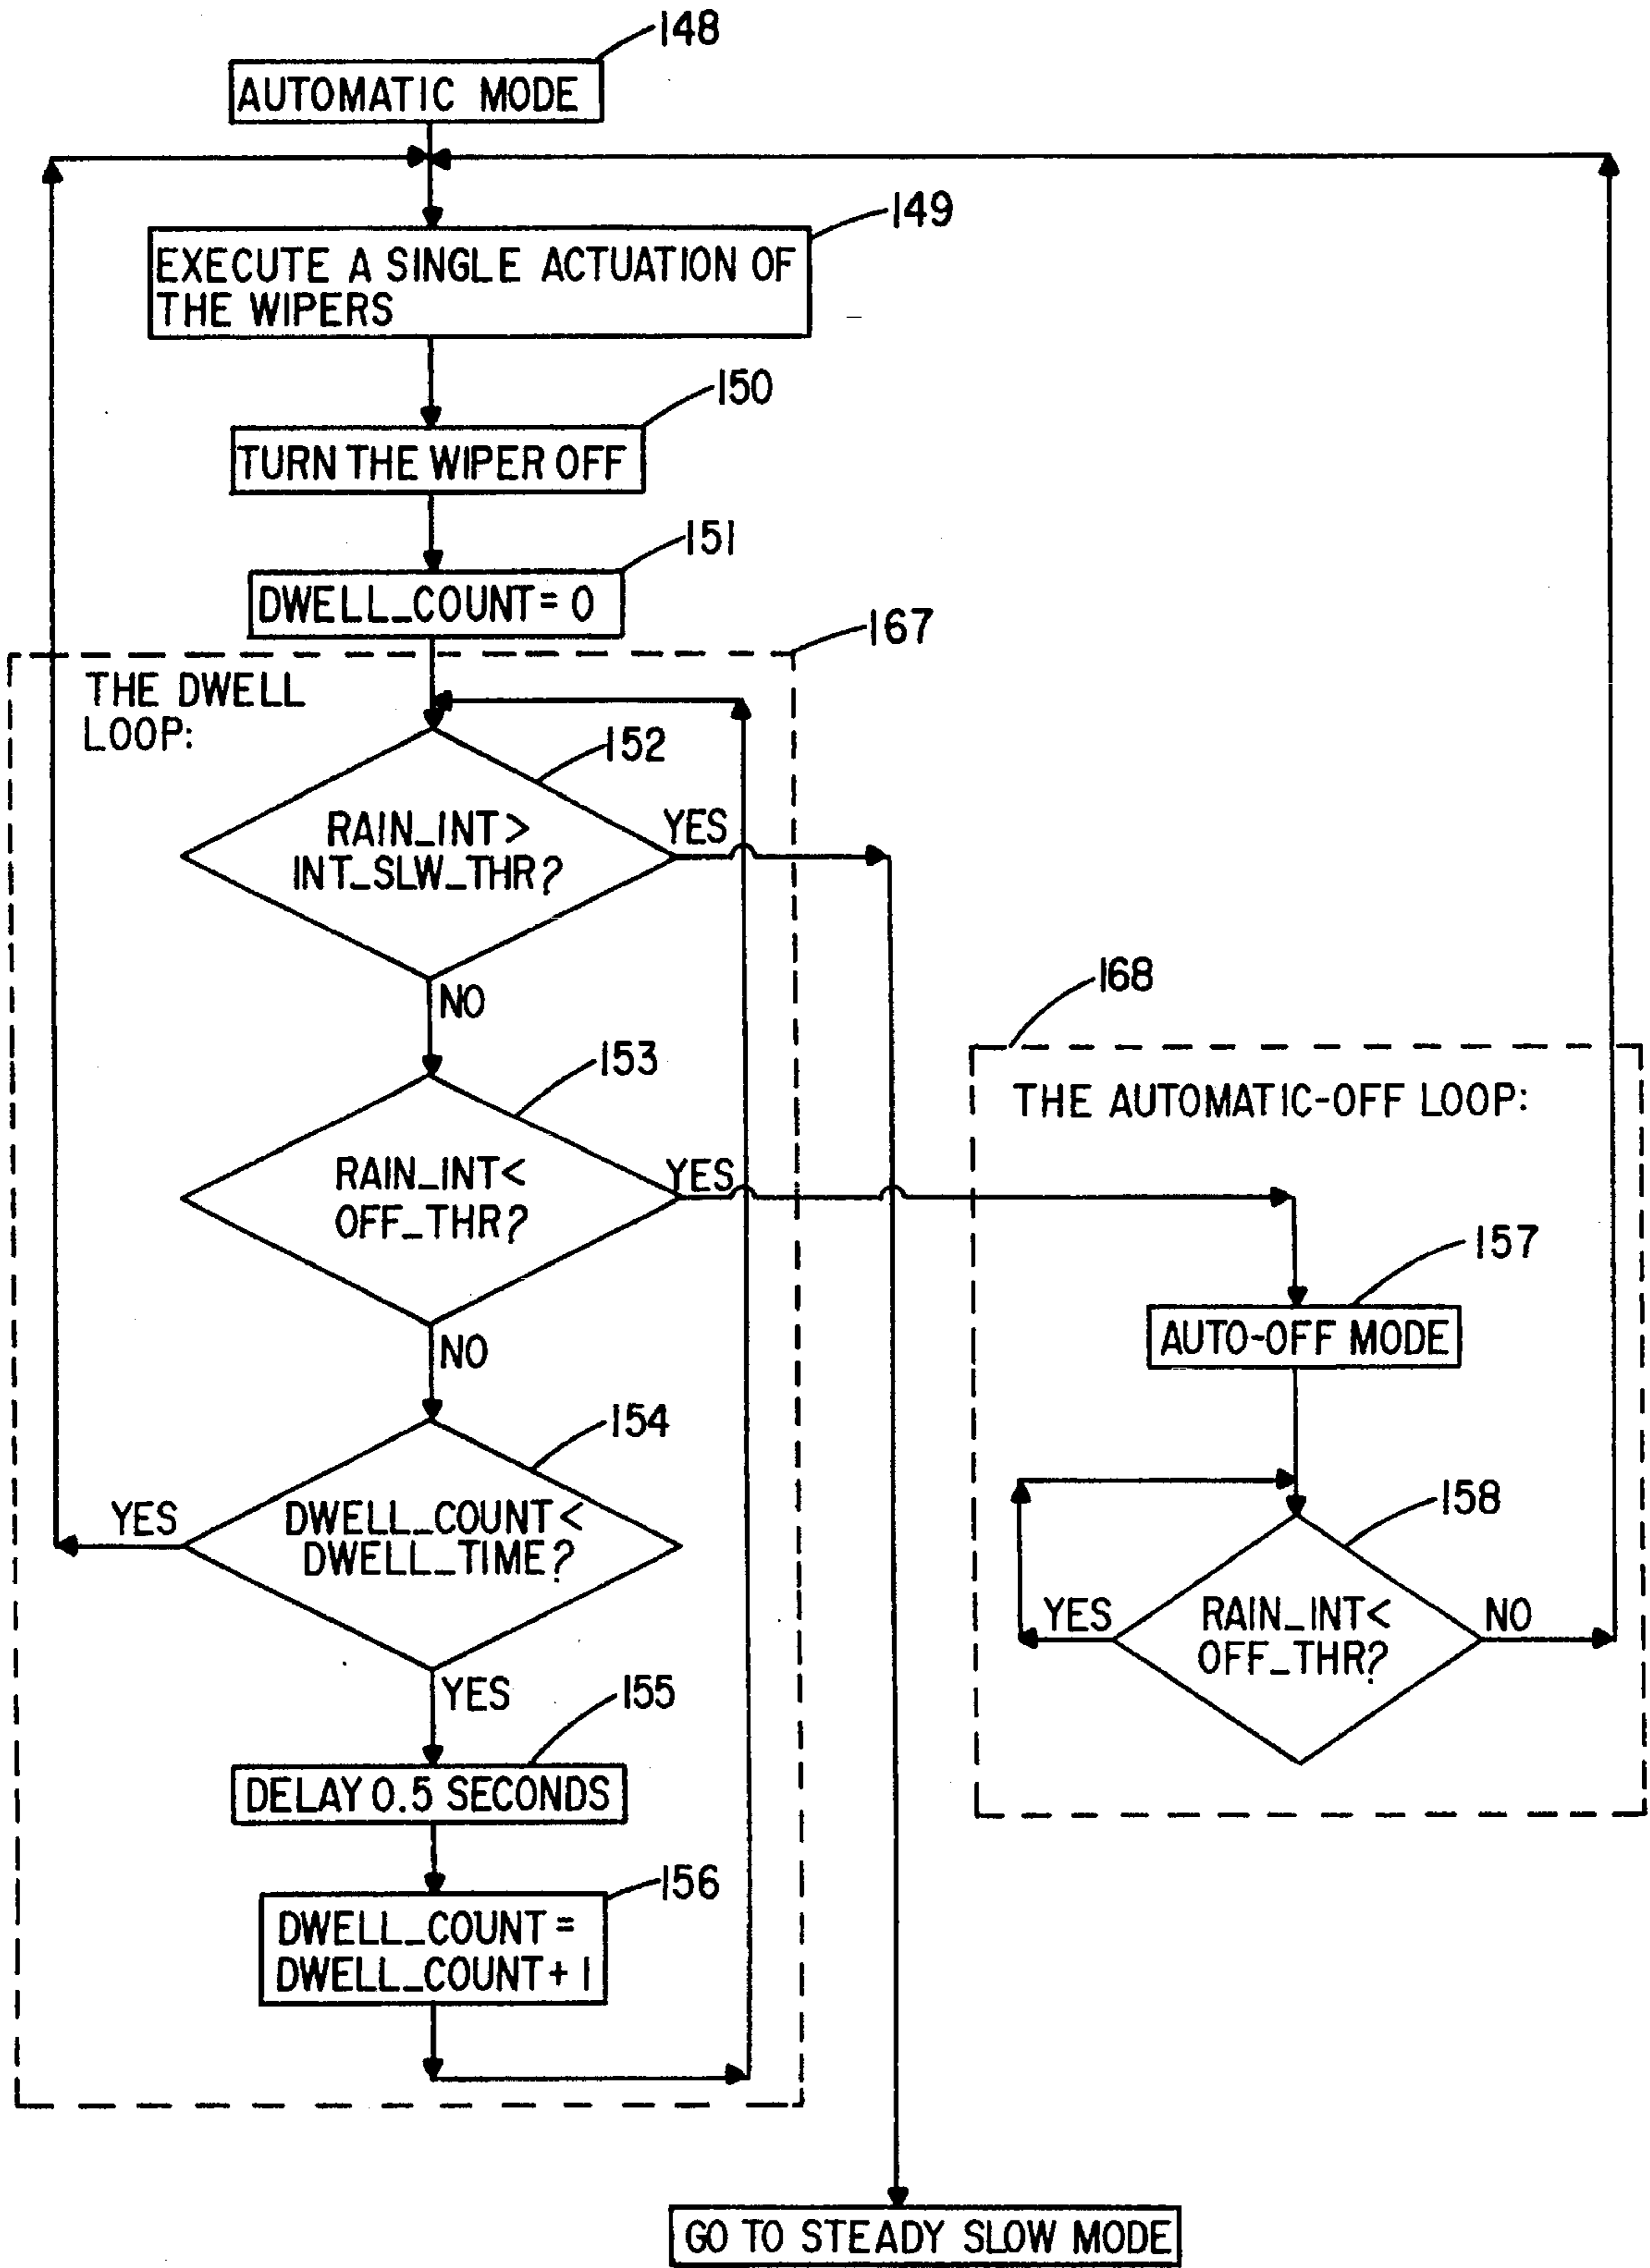 148
AUTOMATIC MODE
149
EXECUTE A SINGLE ACTUATION OF
THE WIPERS
150
TURN THE WIPER OFF
151
DWELL_COUNT = 0
167
THE DWELL
LOOP:
152
RAIN_INT >
INT_SLW_THR?
YES
NO
153
RAIN_INT <
OFF_THR?
YES
NO
154
DWELL_COUNT <
DWELL_TIME?
YES
YES
155
DELAY 0.5 SECONDS
156
DWELL_COUNT =
DWELL_COUNT + 1
168
THE AUTOMATIC-OFF LOOP:
157
AUTO-OFF MODE
158
RAIN_INT <
OFF_THR?
YES
NO
GO TO STEADY SLOW MODE